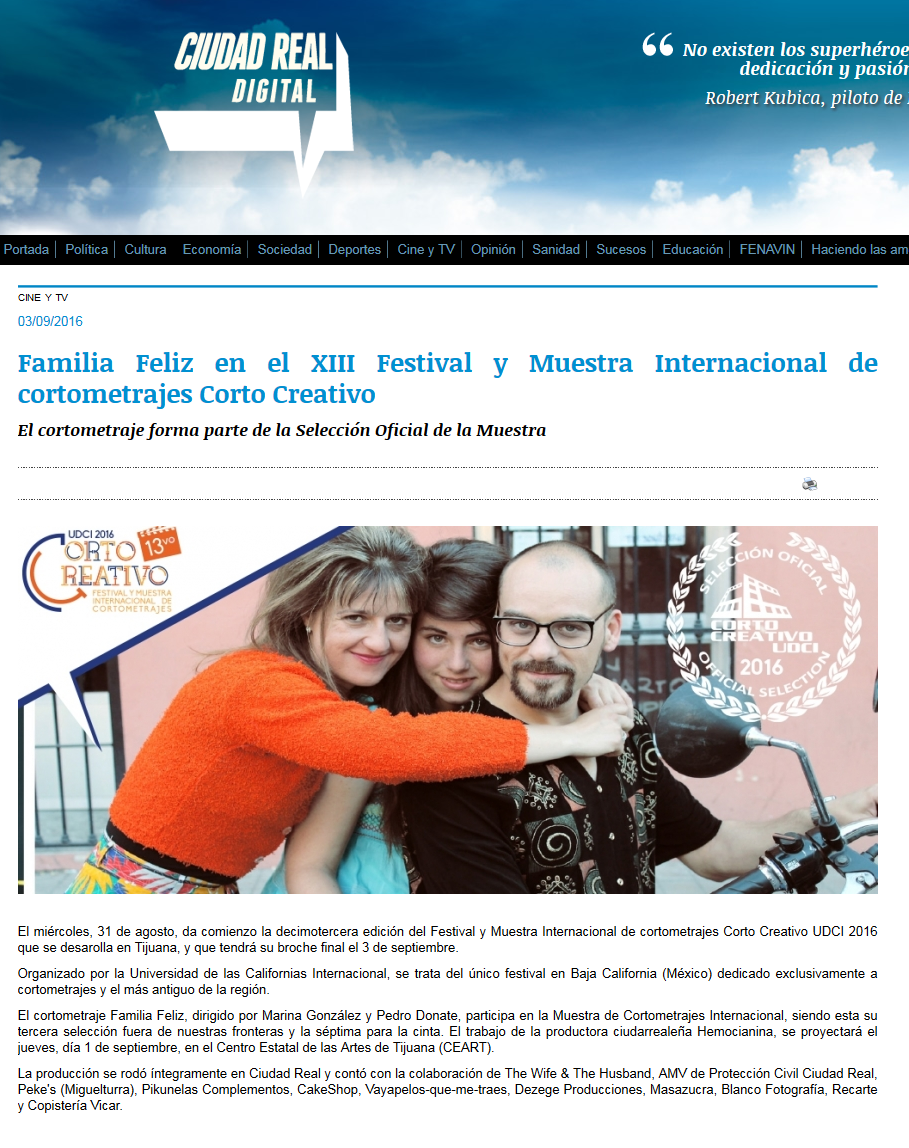 CIUDAD REAL
DIGITAL
“ No existen los superhéroe
dedicación y pasión
Robert Kubica, piloto de
Portada | Política | Cultura Economía | Sociedad | Deportes | Cine y TV | Opinión | Sanidad | Sucesos | Educación | FENAVIN | Haciendo las am
CINE Y TV
03/09/2016
Familia Feliz en el XIII Festival y Muestra Internacional de
cortometrajes Corto Creativo
El cortometraje forma parte de la Selección Oficial de la Muestra
UDCI 2016
CORTO
13VO
CREATIVO
FESTIVAL Y MUESTRA
INTERNACIONAL DE
CORTOMETRAJES
SELECCIÓN OFICIAL
CORTO
CREATIVO
UDCI
2016
OFFICIAL SELECTION
El miércoles, 31 de agosto, da comienzo la decimotercera edición del Festival y Muestra Internacional de cortometrajes Corto Creativo UDCI 2016
que se desarolla en Tijuana, y que tendrá su broche final el 3 de septiembre.
Organizado por la Universidad de las Californias Internacional, se trata del único festival en Baja California (México) dedicado exclusivamente a
cortometrajes y el más antiguo de la región.
El cortometraje Familia Feliz, dirigido por Marina González y Pedro Donate, participa en la Muestra de Cortometrajes Internacional, siendo esta su
tercera selección fuera de nuestras fronteras y la séptima para la cinta. El trabajo de la productora ciudarrealeña Hemocianina, se proyectará el
jueves, día 1 de septiembre, en el Centro Estatal de las Artes de Tijuana (CEART).
La producción se rodó íntegramente en Ciudad Real y contó con la colaboración de The Wife & The Husband, AMV de Protección Civil Ciudad Real,
Peke's (Miguelturra), Pikunelas Complementos, CakeShop, Vayapelos-que-me-traes, Dezege Producciones, Masazucra, Blanco Fotografía, Recarte
y Copistería Vicar.